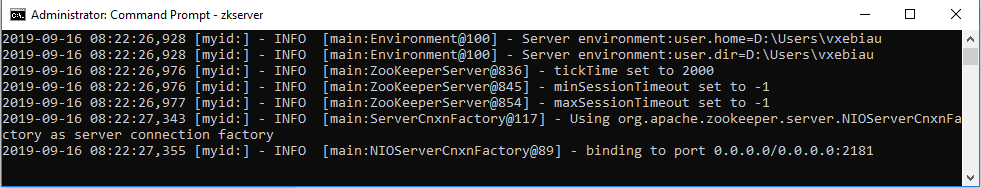 Administrator: Command Prompt - zkserver
2019-09-16 08:22:26,928 [myid:] - INFO  [main:Environment@100] - Server environment:user.home=D:\Users\vxebiau
2019-09-16 08:22:26,928 [myid:] - INFO  [main:Environment@100] - Server environment:user.dir=D:\Users\vxebiau
2019-09-16 08:22:26,976 [myid:] - INFO  [main:ZooKeeperServer@836] - tickTime set to 2000
2019-09-16 08:22:26,976 [myid:] - INFO  [main:ZooKeeperServer@845] - minSessionTimeout set to -1
2019-09-16 08:22:26,977 [myid:] - INFO  [main:ZooKeeperServer@854] - maxSessionTimeout set to -1
2019-09-16 08:22:27,343 [myid:] - INFO  [main:ServerCnxnFactory@117] - Using org.apache.zookeeper.server.NIOServerCnxnFa
ctory as server connection factory
2019-09-16 08:22:27,355 [myid:] - INFO  [main:NIOServerCnxnFactory@89] - binding to port 0.0.0.0/0.0.0.0:2181